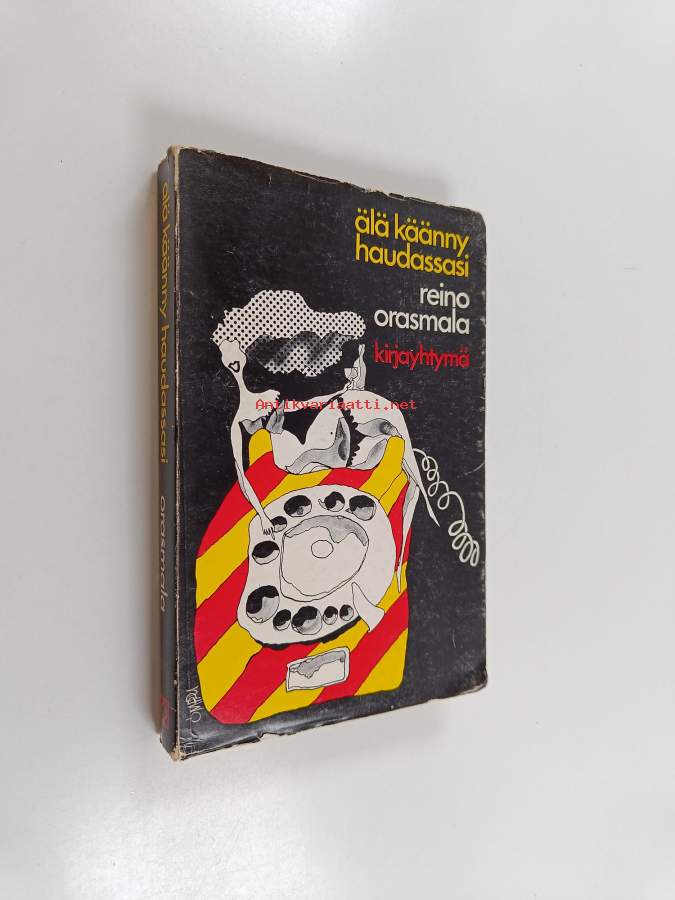 älä käänny
haudassasi
reino
orasmala
kirjayhtymä
Antikvariaatti.net
älä käänny haudassasi orasmala